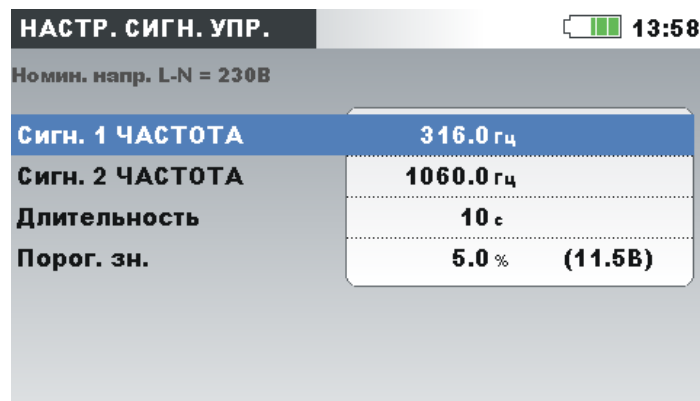 НАСТР. СИГН. УПР. 13:58
Номин. напр. L-N = 230В
Сигн. 1 ЧАСТОТА 316.0 гц
Сигн. 2 ЧАСТОТА 1060.0 гц
Длительность 10 с
Порог. зн. 5.0 % (11.5В)